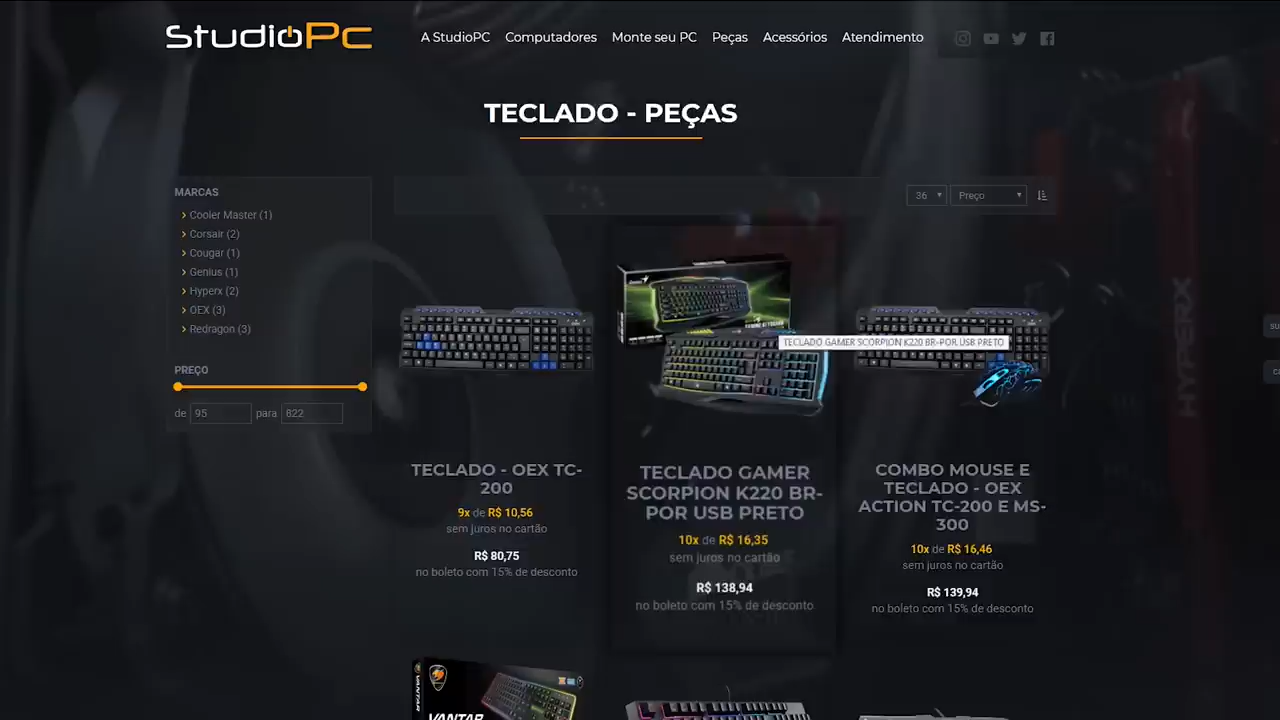 StudioPc
A StudioPC Computadores Monte seu PC Peças Acessórios Atendimento
TECLADO - PEÇAS
MARCAS
Cooler Master (1)
Corsair (2)
Cougar (1)
Genius (1)
Hyperx (2)
OEX (3)
Redragon (3)
PREÇO
de 95 para 822
36 Preço
TECLADO GAMER SCORPION K220 BR-POR USB PRETO
HYPERX
TECLADO - OEX TC-
200
9x de R$ 10,56
sem juros no cartão
R$ 80,75
no boleto com 15% de desconto
TECLADO GAMER
SCORPION K220 BR-
POR USB PRETO
10x de R$ 16,35
sem juros no cartão
R$ 138,94
no boleto com 15% de desconto
COMBO MOUSE E
TECLADO - OEX
ACTION TC-200 E MS-
300
10x de R$ 16,46
sem juros no cartão
R$ 139,94
no boleto com 15% de desconto
VANTAR